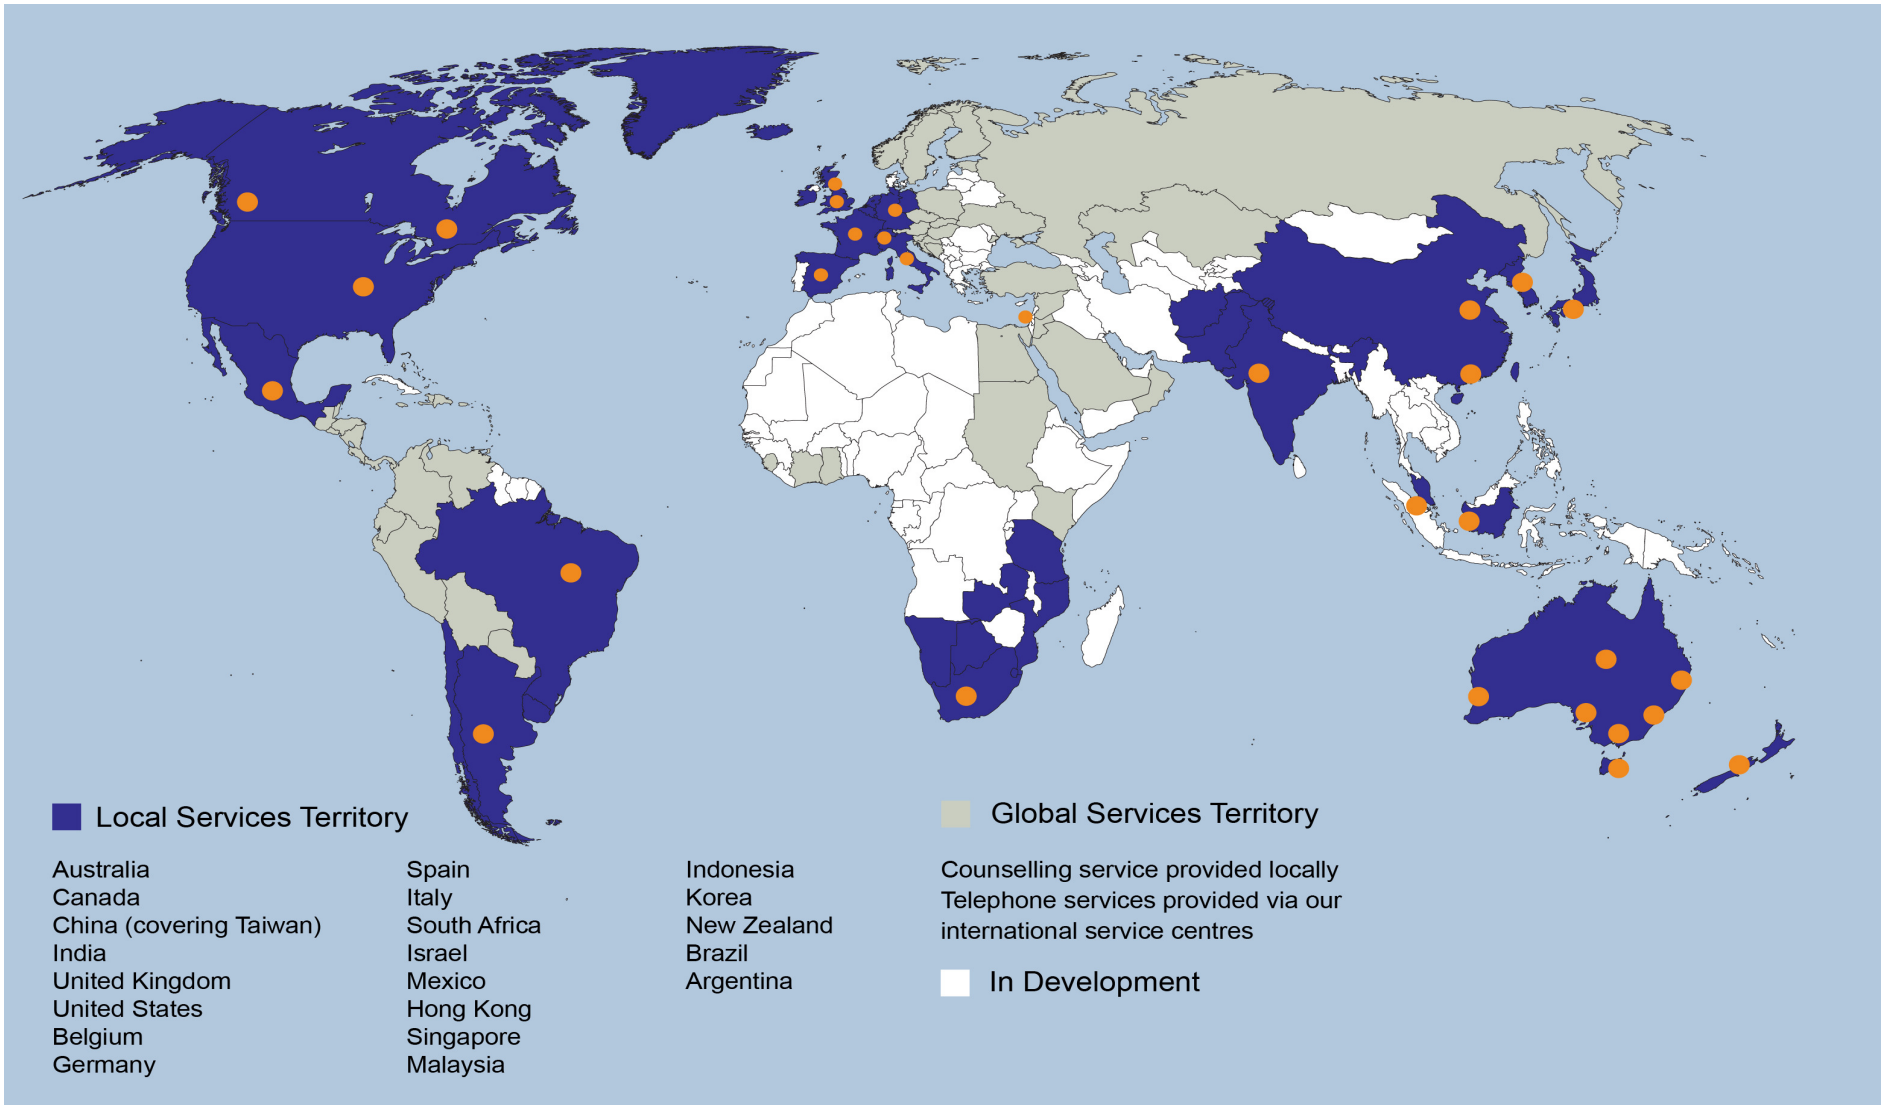 Local Services Territory
Australia
Canada
China (covering Taiwan)
India
United Kingdom
United States
Belgium
Germany
Spain
Italy
South Africa
Israel
Mexico
Hong Kong
Singapore
Malaysia
Indonesia
Korea
New Zealand
Brazil
Argentina
Global Services Territory
Counselling service provided locally
Telephone services provided via our
international service centres
In Development